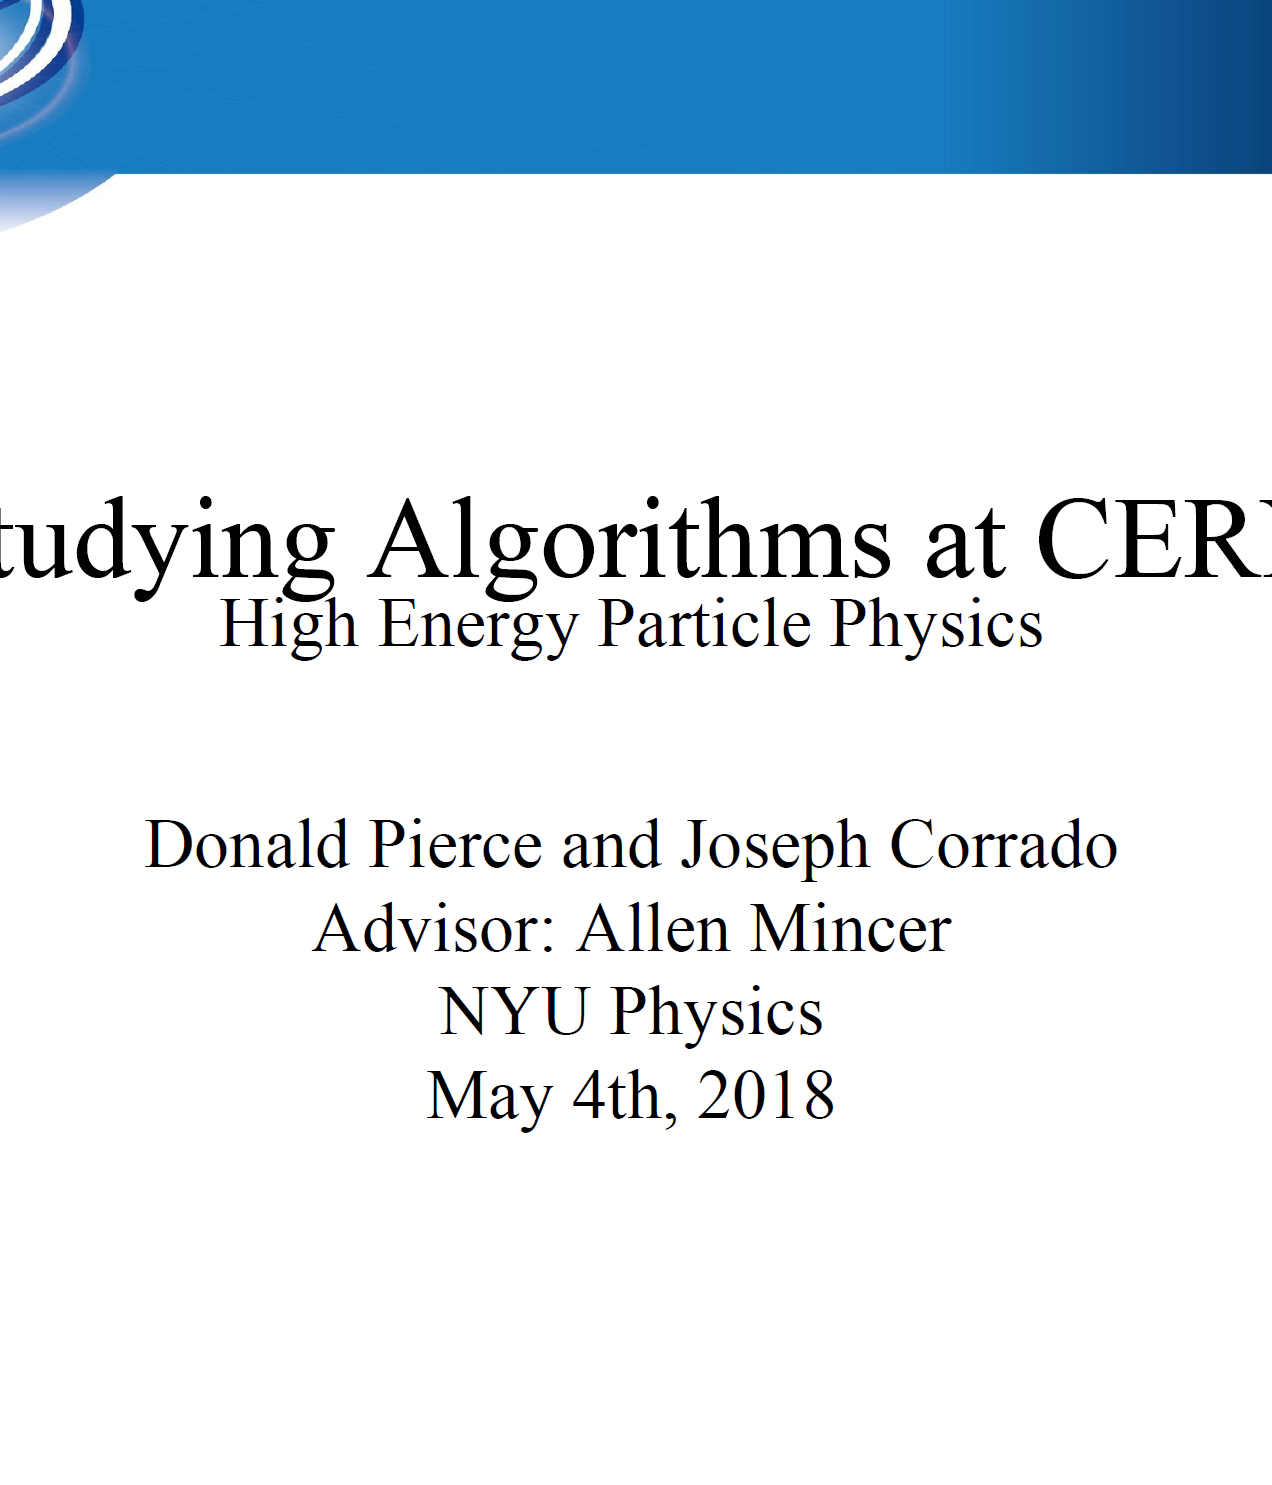 tudying Algorithms at CER
High Energy Particle Physics
Donald Pierce and Joseph Corrado
Advisor: Allen Mincer
NYU Physics
May 4th, 2018